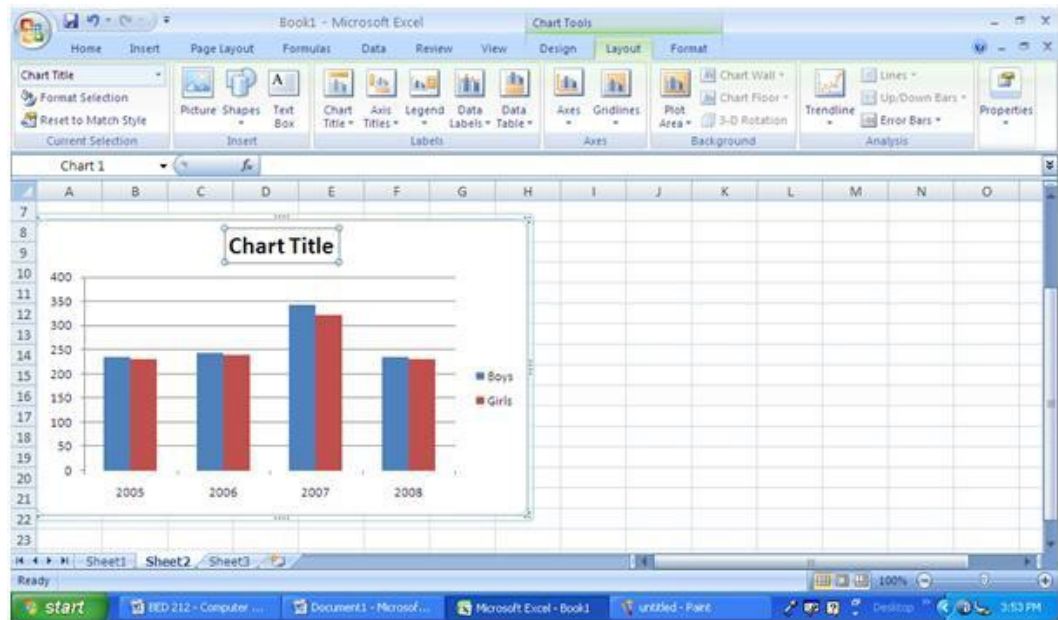 Book1 - Microsoft Excel Chart Tools
Home Insert Page Layout Formulas Data Review View Design Layout Format
Chart Title
Format Selection
Reset to Match Style
Current Selection
Picture Shapes Text Box
Insert
Chart Title Axis Titles Legend Data Labels Data Table
Labels
Axes Gridlines
Axes
Plot Area Chart Wall
Chart Floor
3-D Rotation
Background
Trendline Lines
Up/Down Bars
Error Bars
Analysis
Properties
Chart 1 fx
A B C D E F G H I J K L M N O
7
8
9
10
11
12
13
14
15
16
17
18
19
20
21
22
23
Chart Title
400
350
300
250
200
150
100
50
0
2005 2006 2007 2008
Boys
Girls
Sheet1 Sheet2 Sheet3
Ready 100%
start BED 212 - Computer ... Document1 - Microsof... Microsoft Excel - Book1 untitled - Paint Desktop 3:53 PM